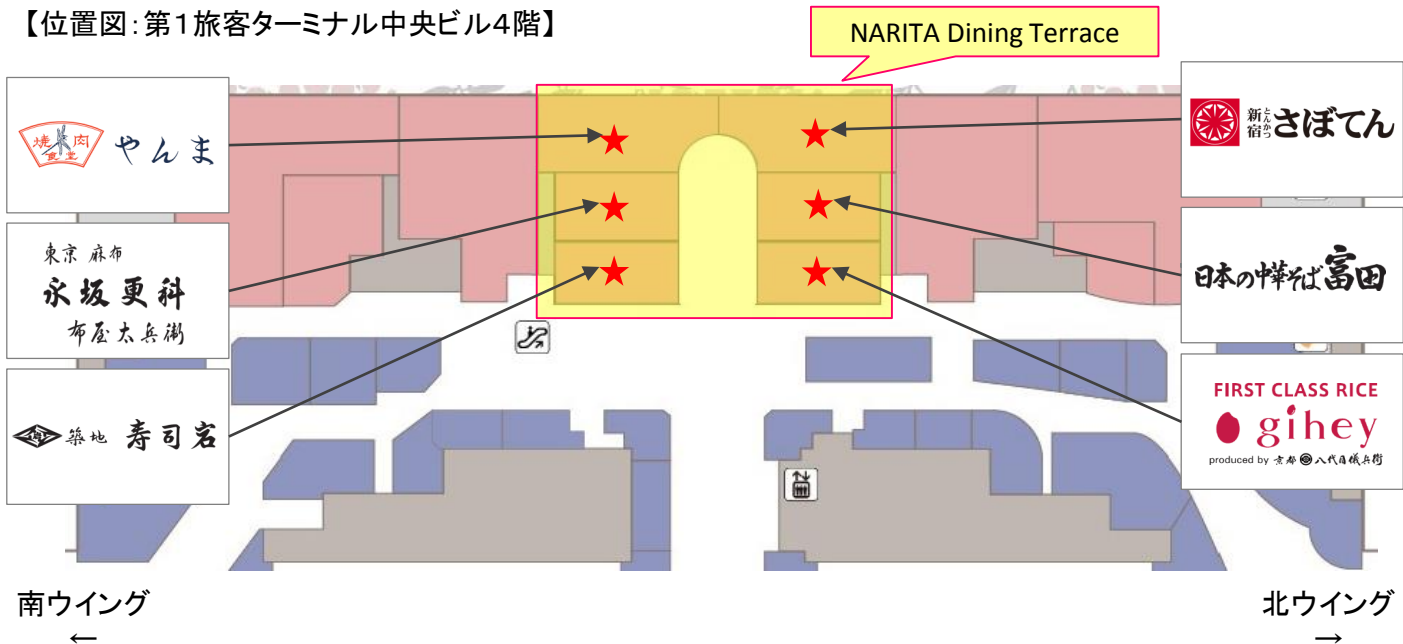 【位置図:第1旅客ターミナル中央ビル4階】
NARITA Dining Terrace
焼肉
食堂
やんま
東京 麻布
永坂更科
布屋太兵衛
築地 寿司岩
新宿
とんかつ
さぼてん
日本の中華そば富田
FIRST CLASS RICE
gihey
produced by 京都 八代目儀兵衛
南ウイング
←
北ウイング
→